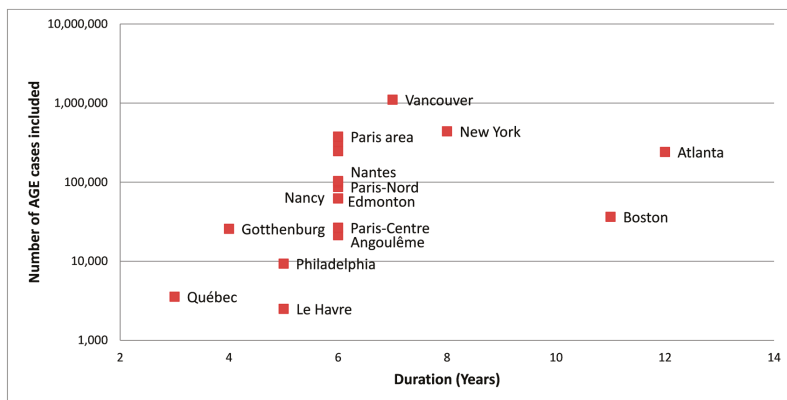 10,000,000
1,000,000
100,000
10,000
1,000
Number of AGE cases included
Vancouver
Paris area
New York
Atlanta
Nantes
Paris-Nord
Nancy
Edmonton
Boston
Gotthenburg
Paris-Centre
Angoulême
Philadelphia
Québec
Le Havre
2 4 6 8 10 12 14
Duration (Years)